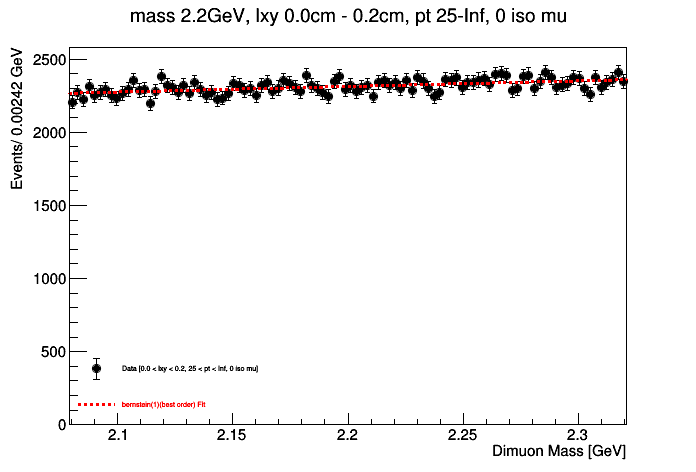 mass 2.2GeV, lxy 0.0cm - 0.2cm, pt 25-Inf, 0 iso mu
Events/ 0.00242 GeV
2500
2000
1500
1000
500
0
Data [0.0 < lxy < 0.2, 25 < pt < Inf, 0 iso mu]
bernstein(1)(best order) Fit
2.1
2.15
2.2
2.25
2.3
Dimuon Mass [GeV]